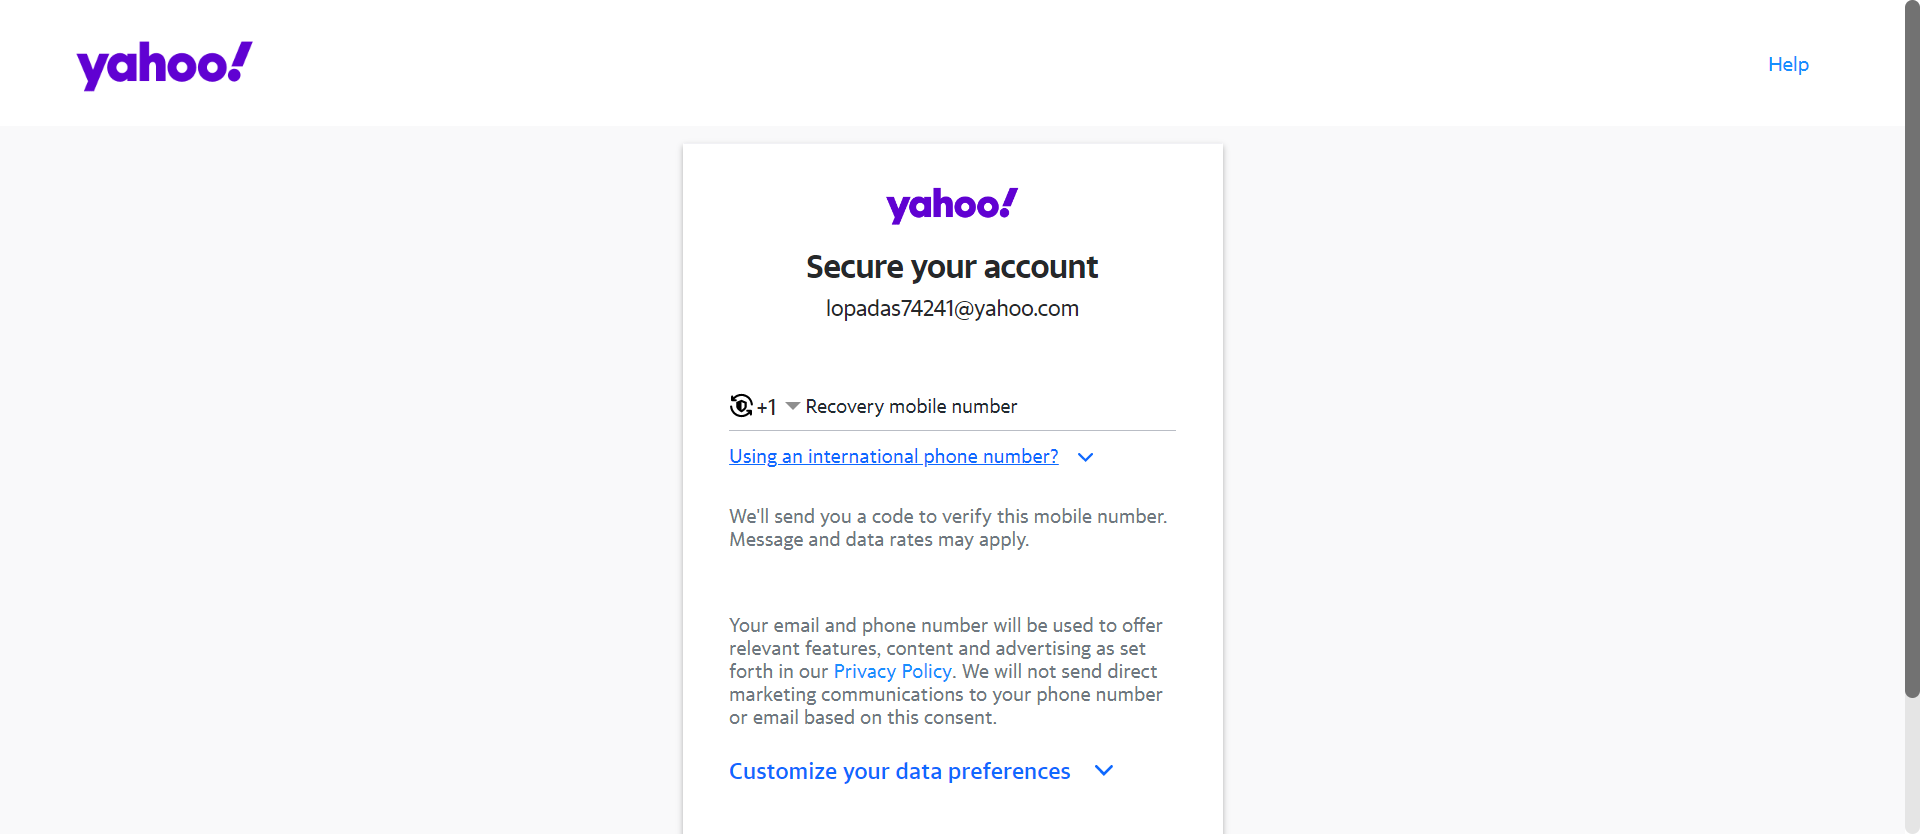 yahoo!
Help
yahoo!
Secure your account
lopadas74241@yahoo.com
+1 Recovery mobile number
Using an international phone number?
We'll send you a code to verify this mobile number.
Message and data rates may apply.
Your email and phone number will be used to offer
relevant features, content and advertising as set
forth in our Privacy Policy. We will not send direct
marketing communications to your phone number
or email based on this consent.
Customize your data preferences